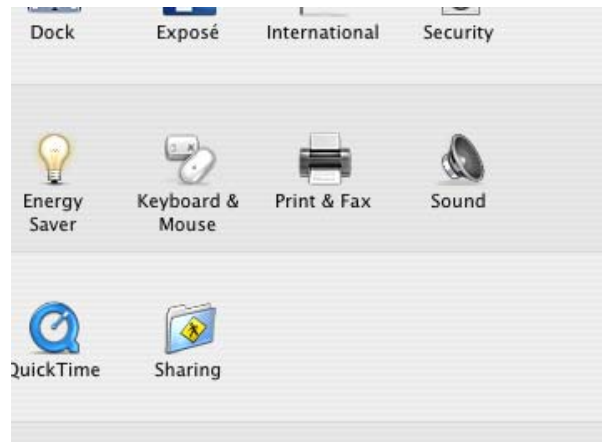 Dock Exposé International Security
Energy Saver
Keyboard & Mouse
Print & Fax
Sound
QuickTime
Sharing